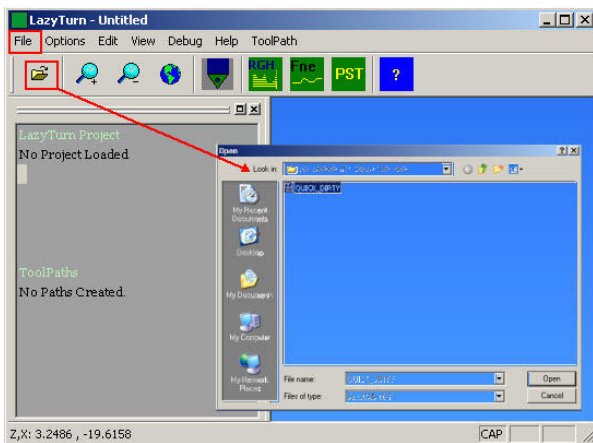 LazyTurn - Untitled
File Options Edit View Debug Help ToolPath
RGH Fne PST ?
LazyTurn Project
No Project Loaded
ToolPaths
No Paths Created.
Open
Look in:
QUICK_DIRTY
My Recent
Documents
Desktop
My Documents
My Computer
My Network
Places
File name:
Open
Files of type:
Cancel
Z,X: 3.2486 , -19.6158
CAP